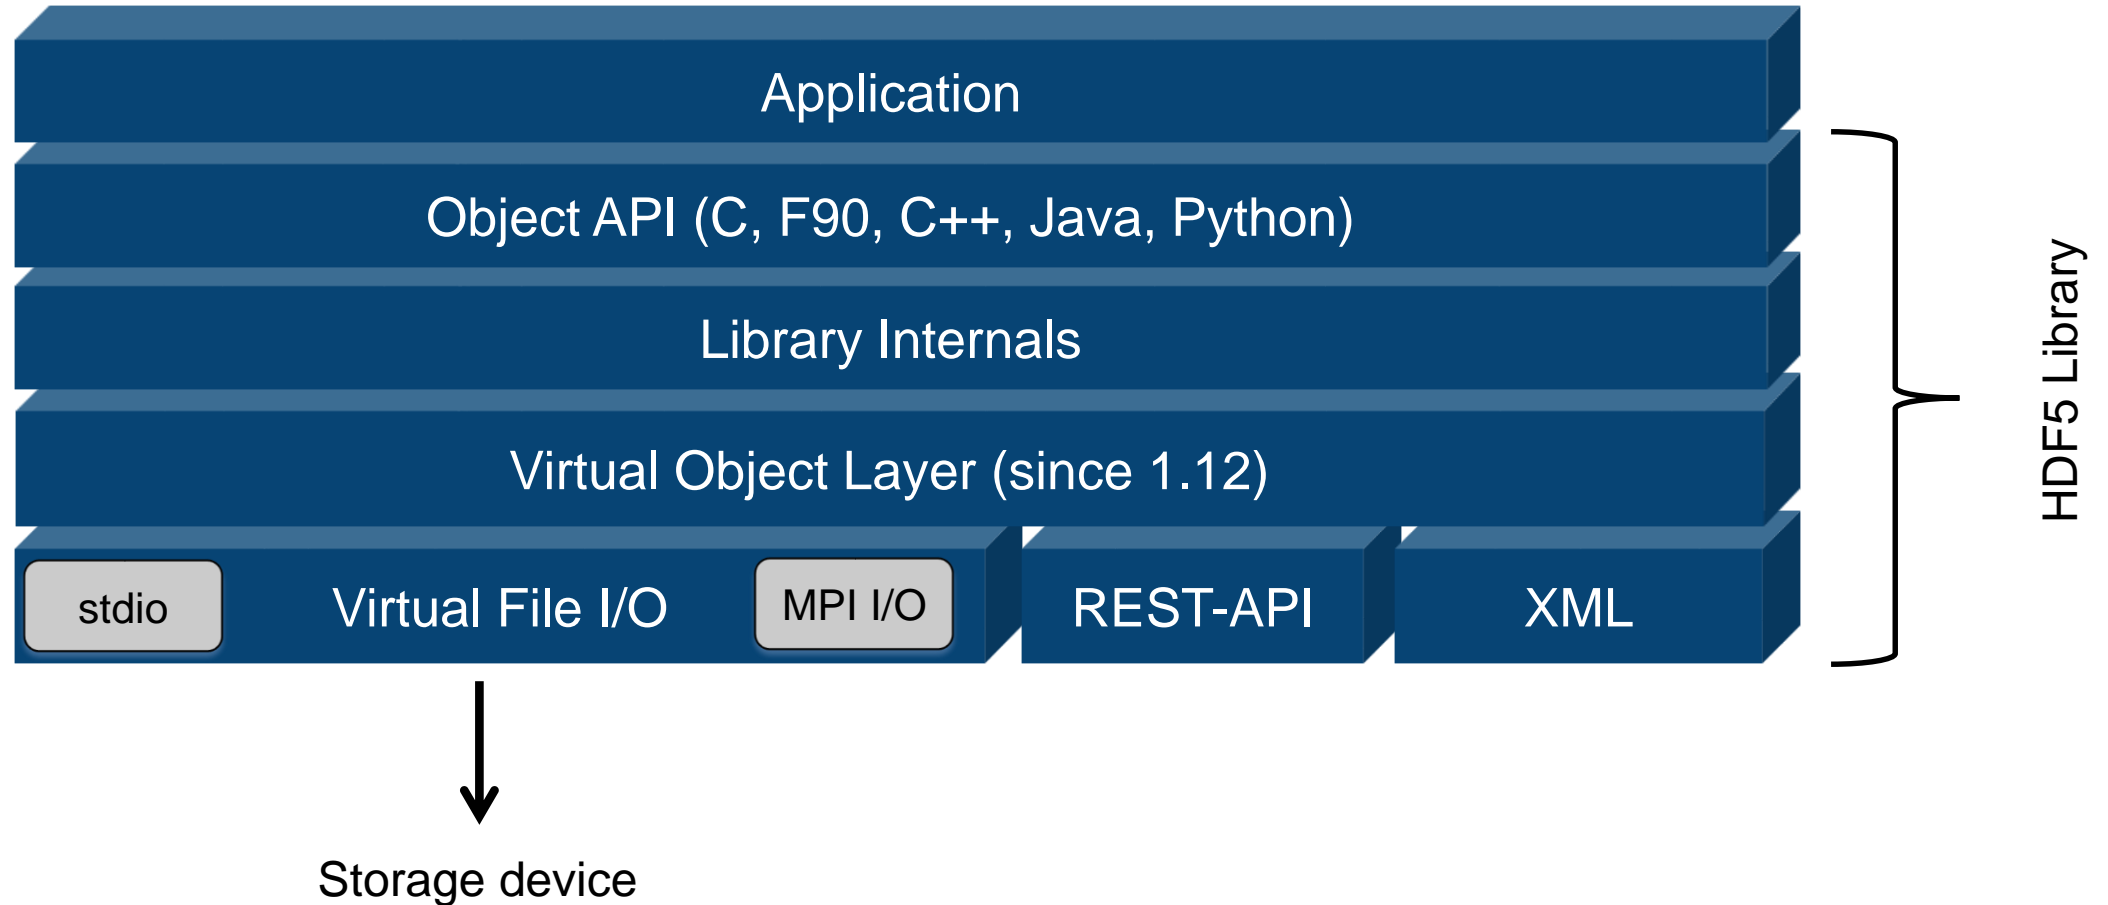 Application
Object API (C, F90, C++, Java, Python)
Library Internals
Virtual Object Layer (since 1.12)
stdio
Virtual File I/O
MPI I/O
REST-API
XML
HDF5 Library
Storage device